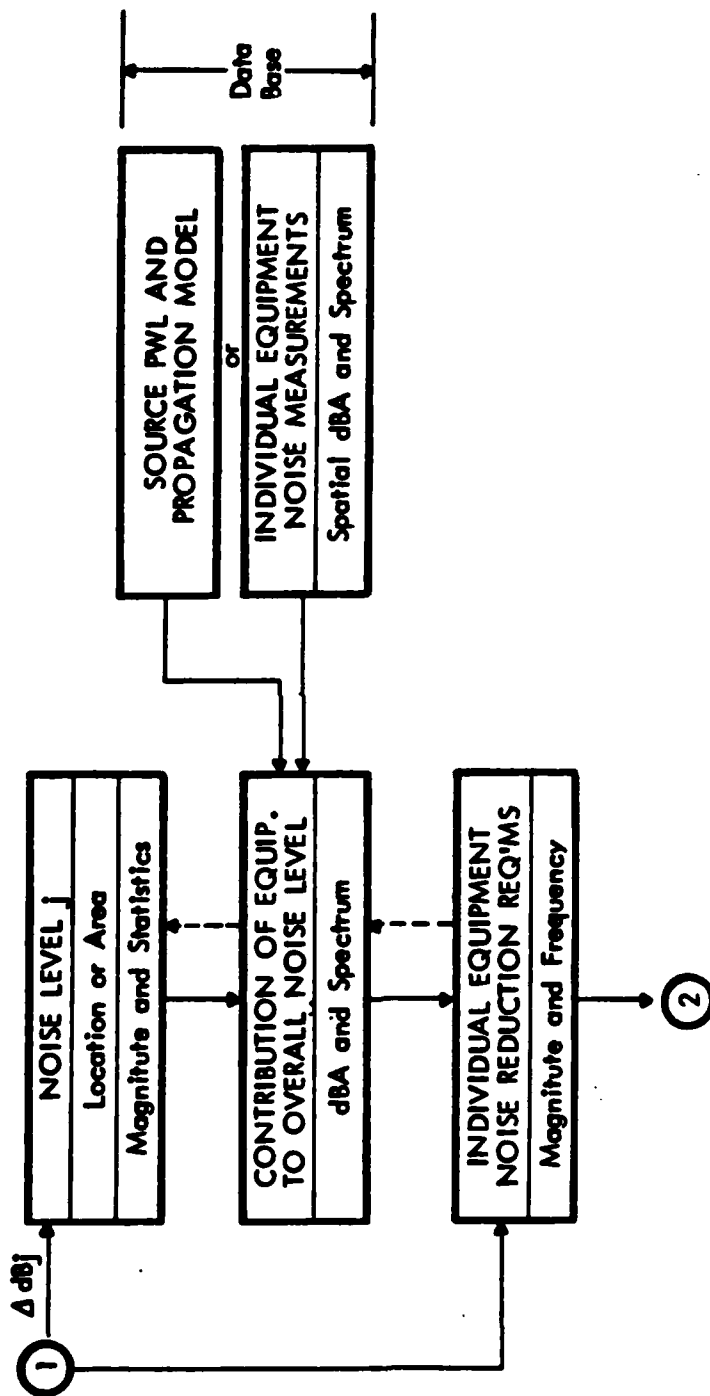 1
Δ dBj
NOISE LEVEL j
Location or Area
Magnitute and Statistics
CONTRIBUTION OF EQUIP.
TO OVERALL NOISE LEVEL
dBA and Spectrum
INDIVIDUAL EQUIPMENT
NOISE REDUCTION REQ'MS
Magnitute and Frequency
2
SOURCE PWL AND
PROPAGATION MODEL
or
INDIVIDUAL EQUIPMENT
NOISE MEASUREMENTS
Spatial dBA and Spectrum
Data
Base